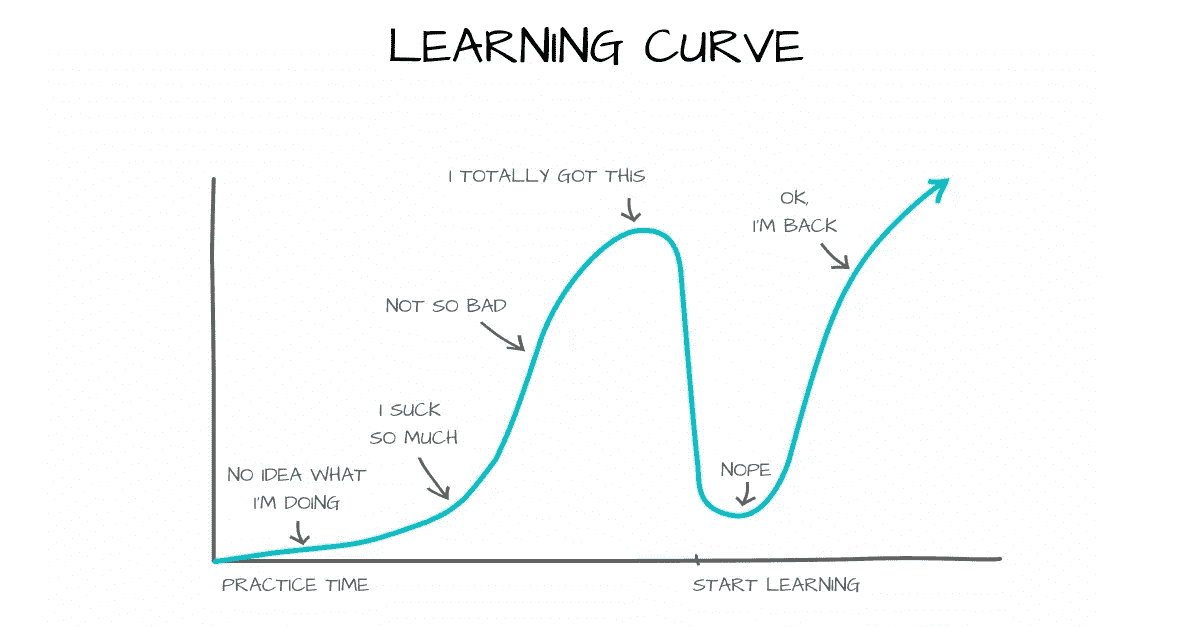 LEARNING CURVE
I TOTALLY GOT THIS
OK,
I'M BACK
NOT SO BAD
I SUCK
SO MUCH
NO IDEA WHAT
I'M DOING
NOPE
PRACTICE TIME
START LEARNING